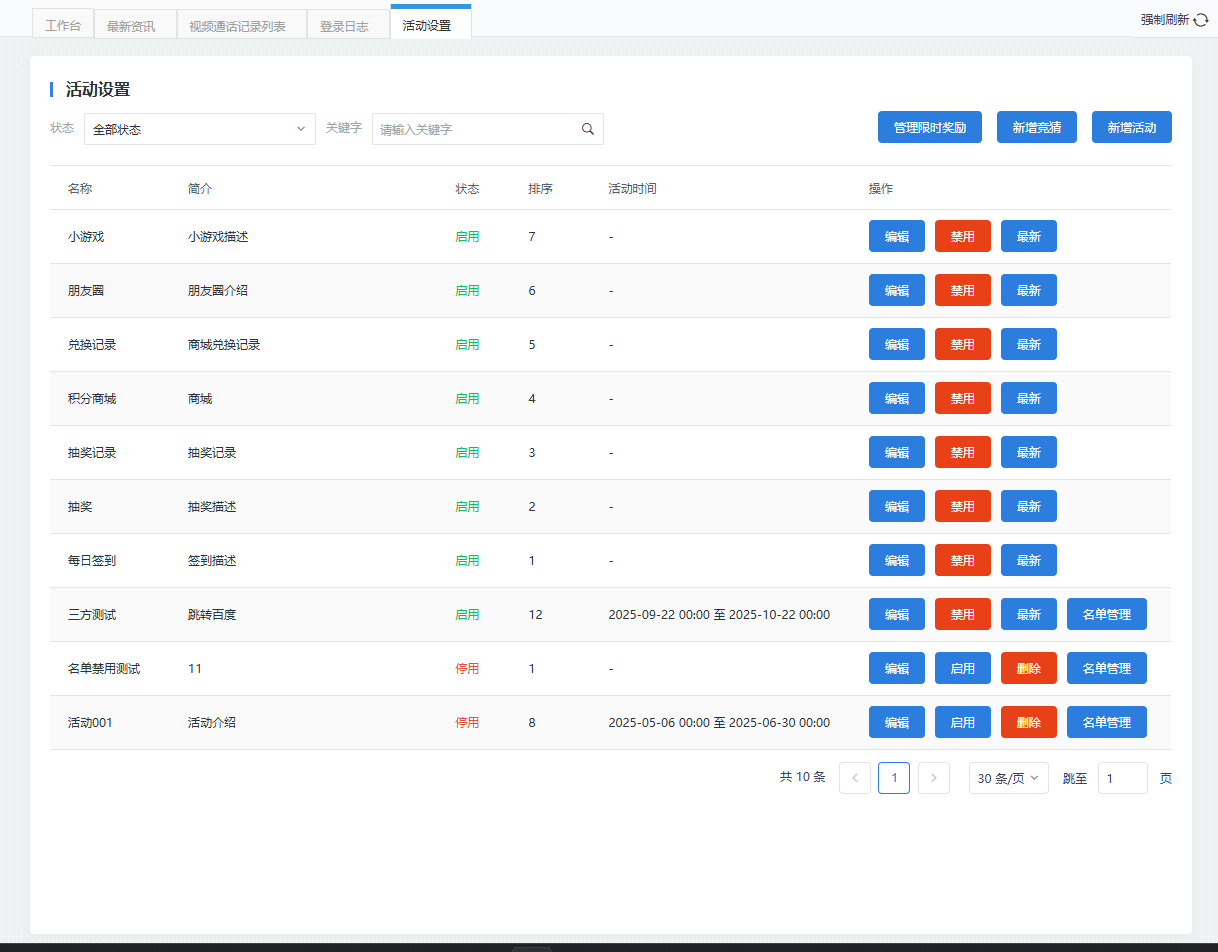 工作台 最新资讯 视频通话记录列表 登录日志 活动设置 强制刷新
活动设置
状态 全部状态 关键字 请输入关键字 管理限时奖励 新增竞猜 新增活动
名称 简介 状态 排序 活动时间 操作
小游戏 小游戏描述 启用 7 - 编辑 禁用 最新
朋友圈 朋友圈介绍 启用 6 - 编辑 禁用 最新
兑换记录 商城兑换记录 启用 5 - 编辑 禁用 最新
积分商城 商城 启用 4 - 编辑 禁用 最新
抽奖记录 抽奖记录 启用 3 - 编辑 禁用 最新
抽奖 抽奖描述 启用 2 - 编辑 禁用 最新
每日签到 签到描述 启用 1 - 编辑 禁用 最新
三方测试 跳转百度 启用 12 2025-09-22 00:00 至 2025-10-22 00:00 编辑 禁用 最新 名单管理
名单禁用测试 11 停用 1 - 编辑 启用 删除 名单管理
活动001 活动介绍 停用 8 2025-05-06 00:00 至 2025-06-30 00:00 编辑 启用 删除 名单管理
共 10 条 < 1 > 30 条/页 跳至 1 页